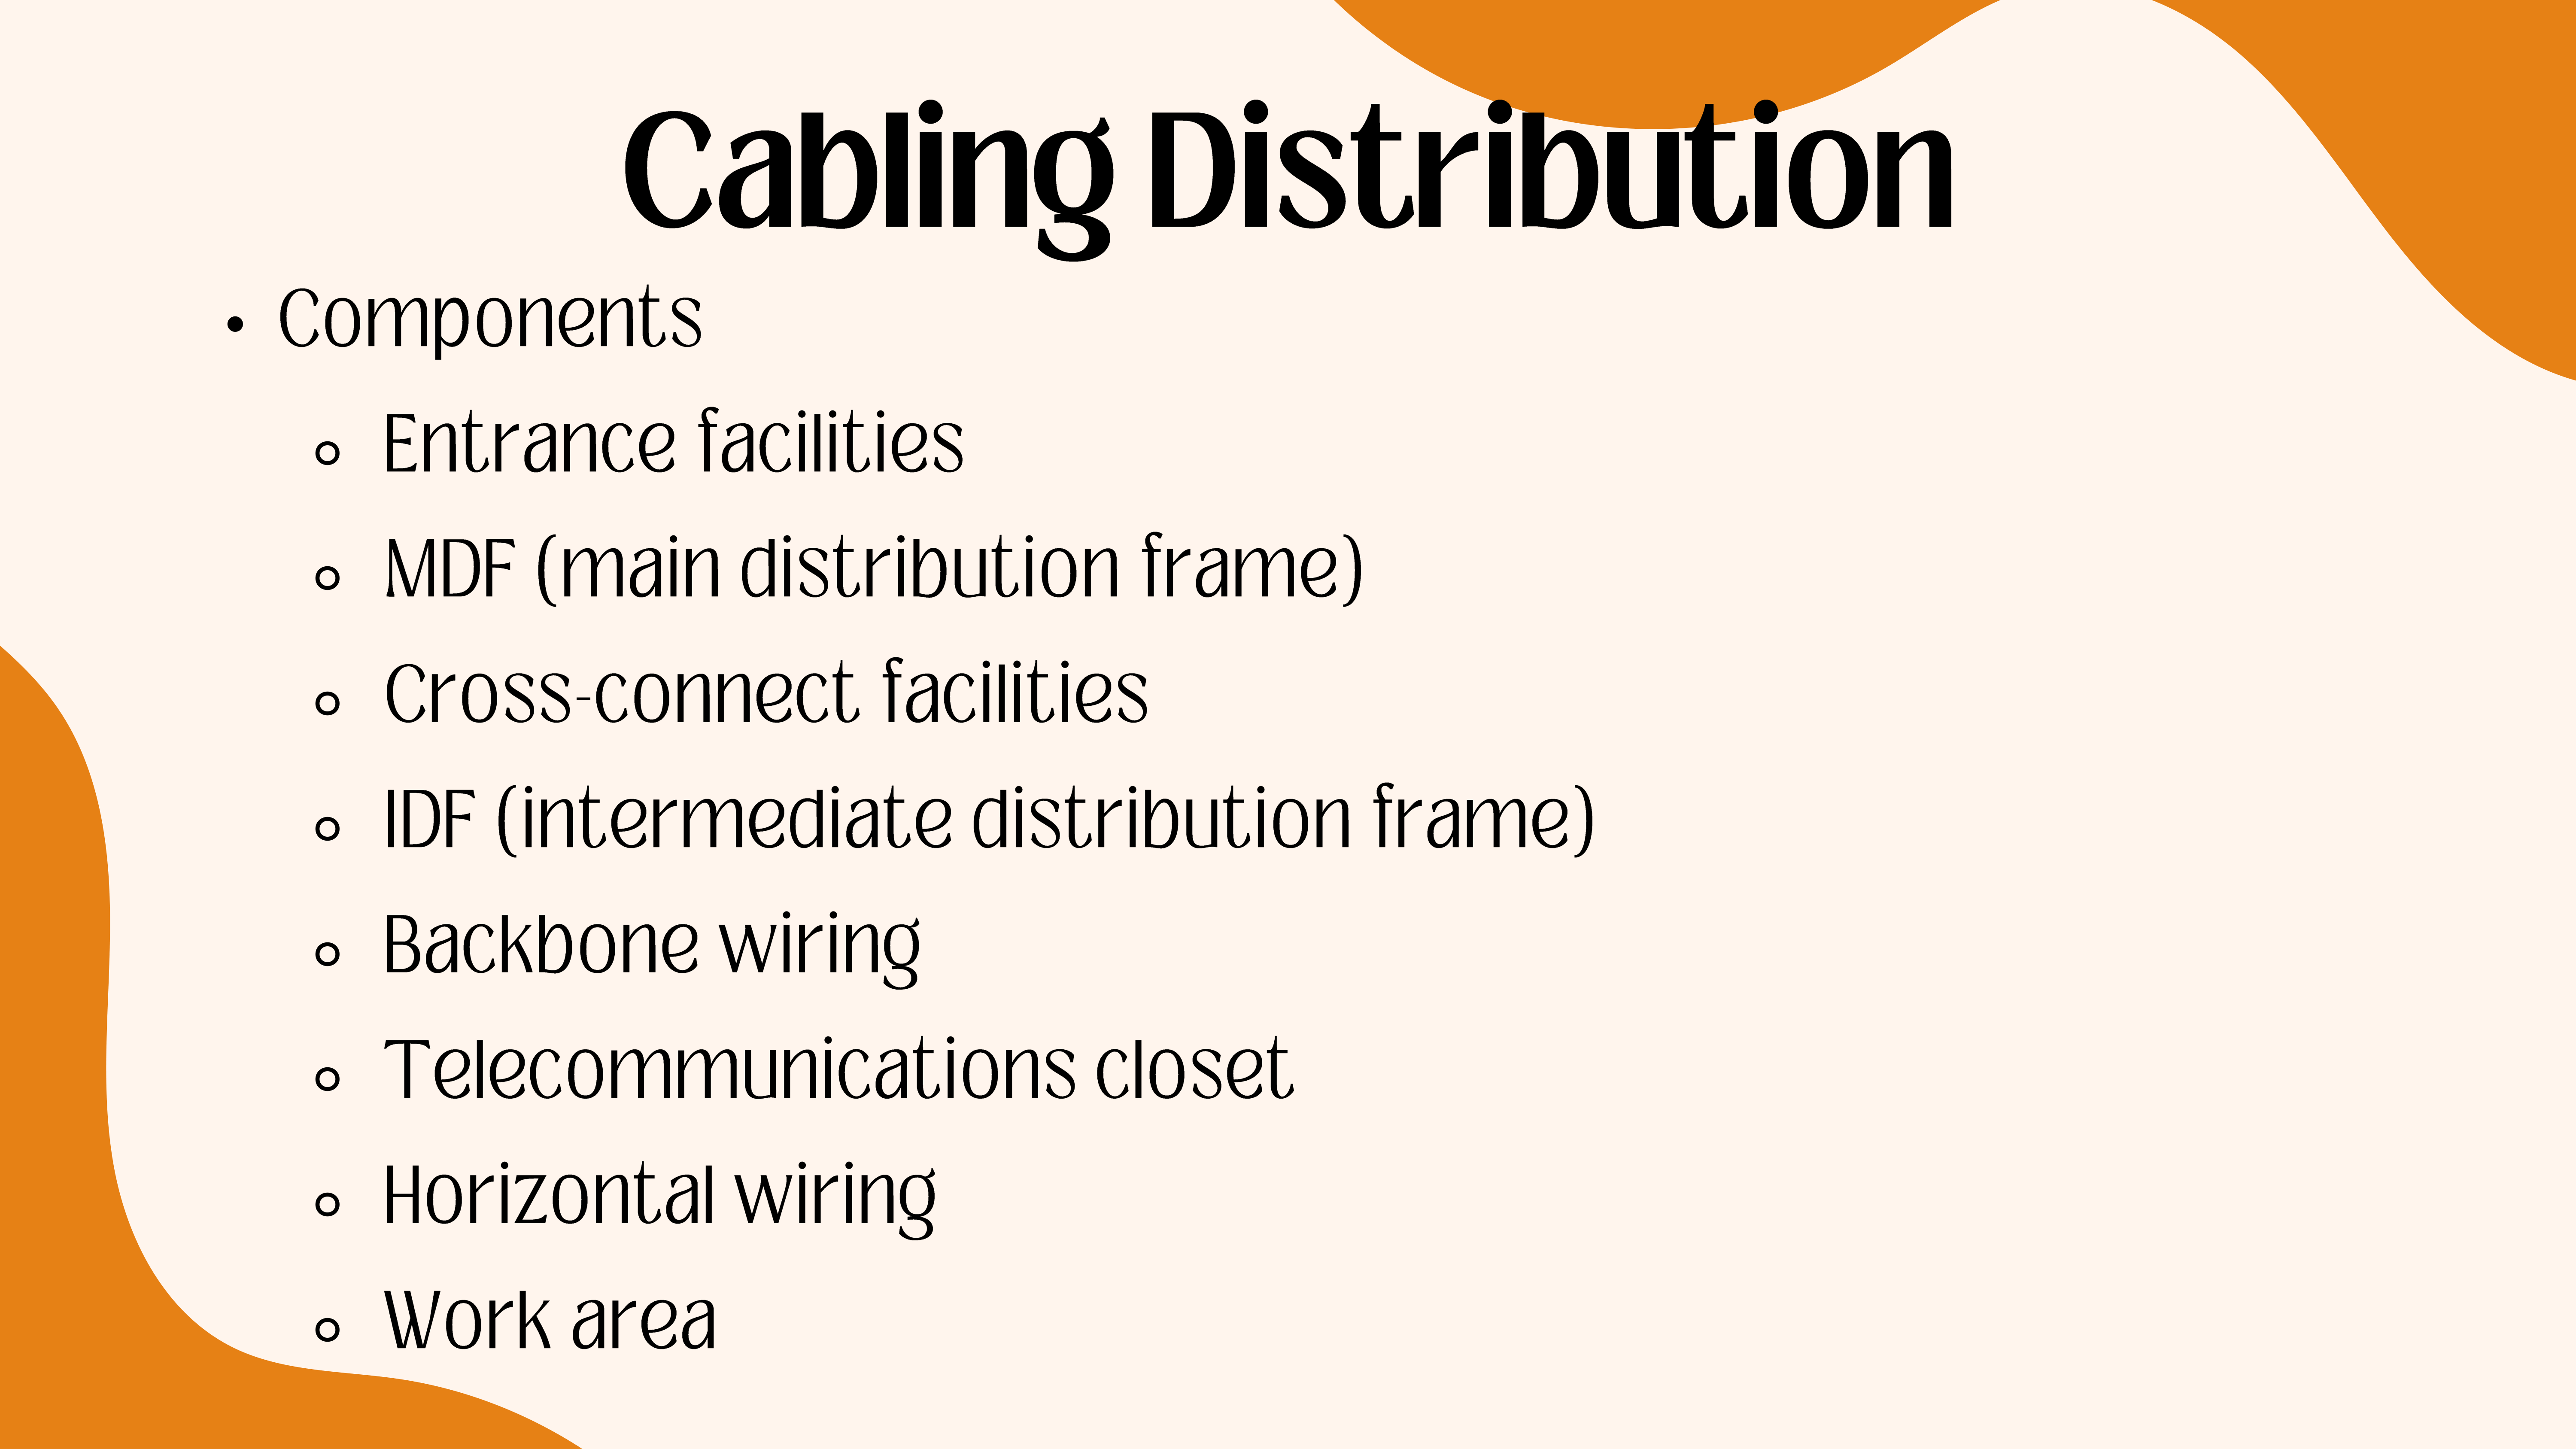 Cabling Distribution
• Components
◦ Entrance facilities
◦ MDF (main distribution frame)
◦ Cross-connect facilities
◦ IDF (intermediate distribution frame)
◦ Backbone wiring
◦ Telecommunications closet
◦ Horizontal wiring
◦ Work area